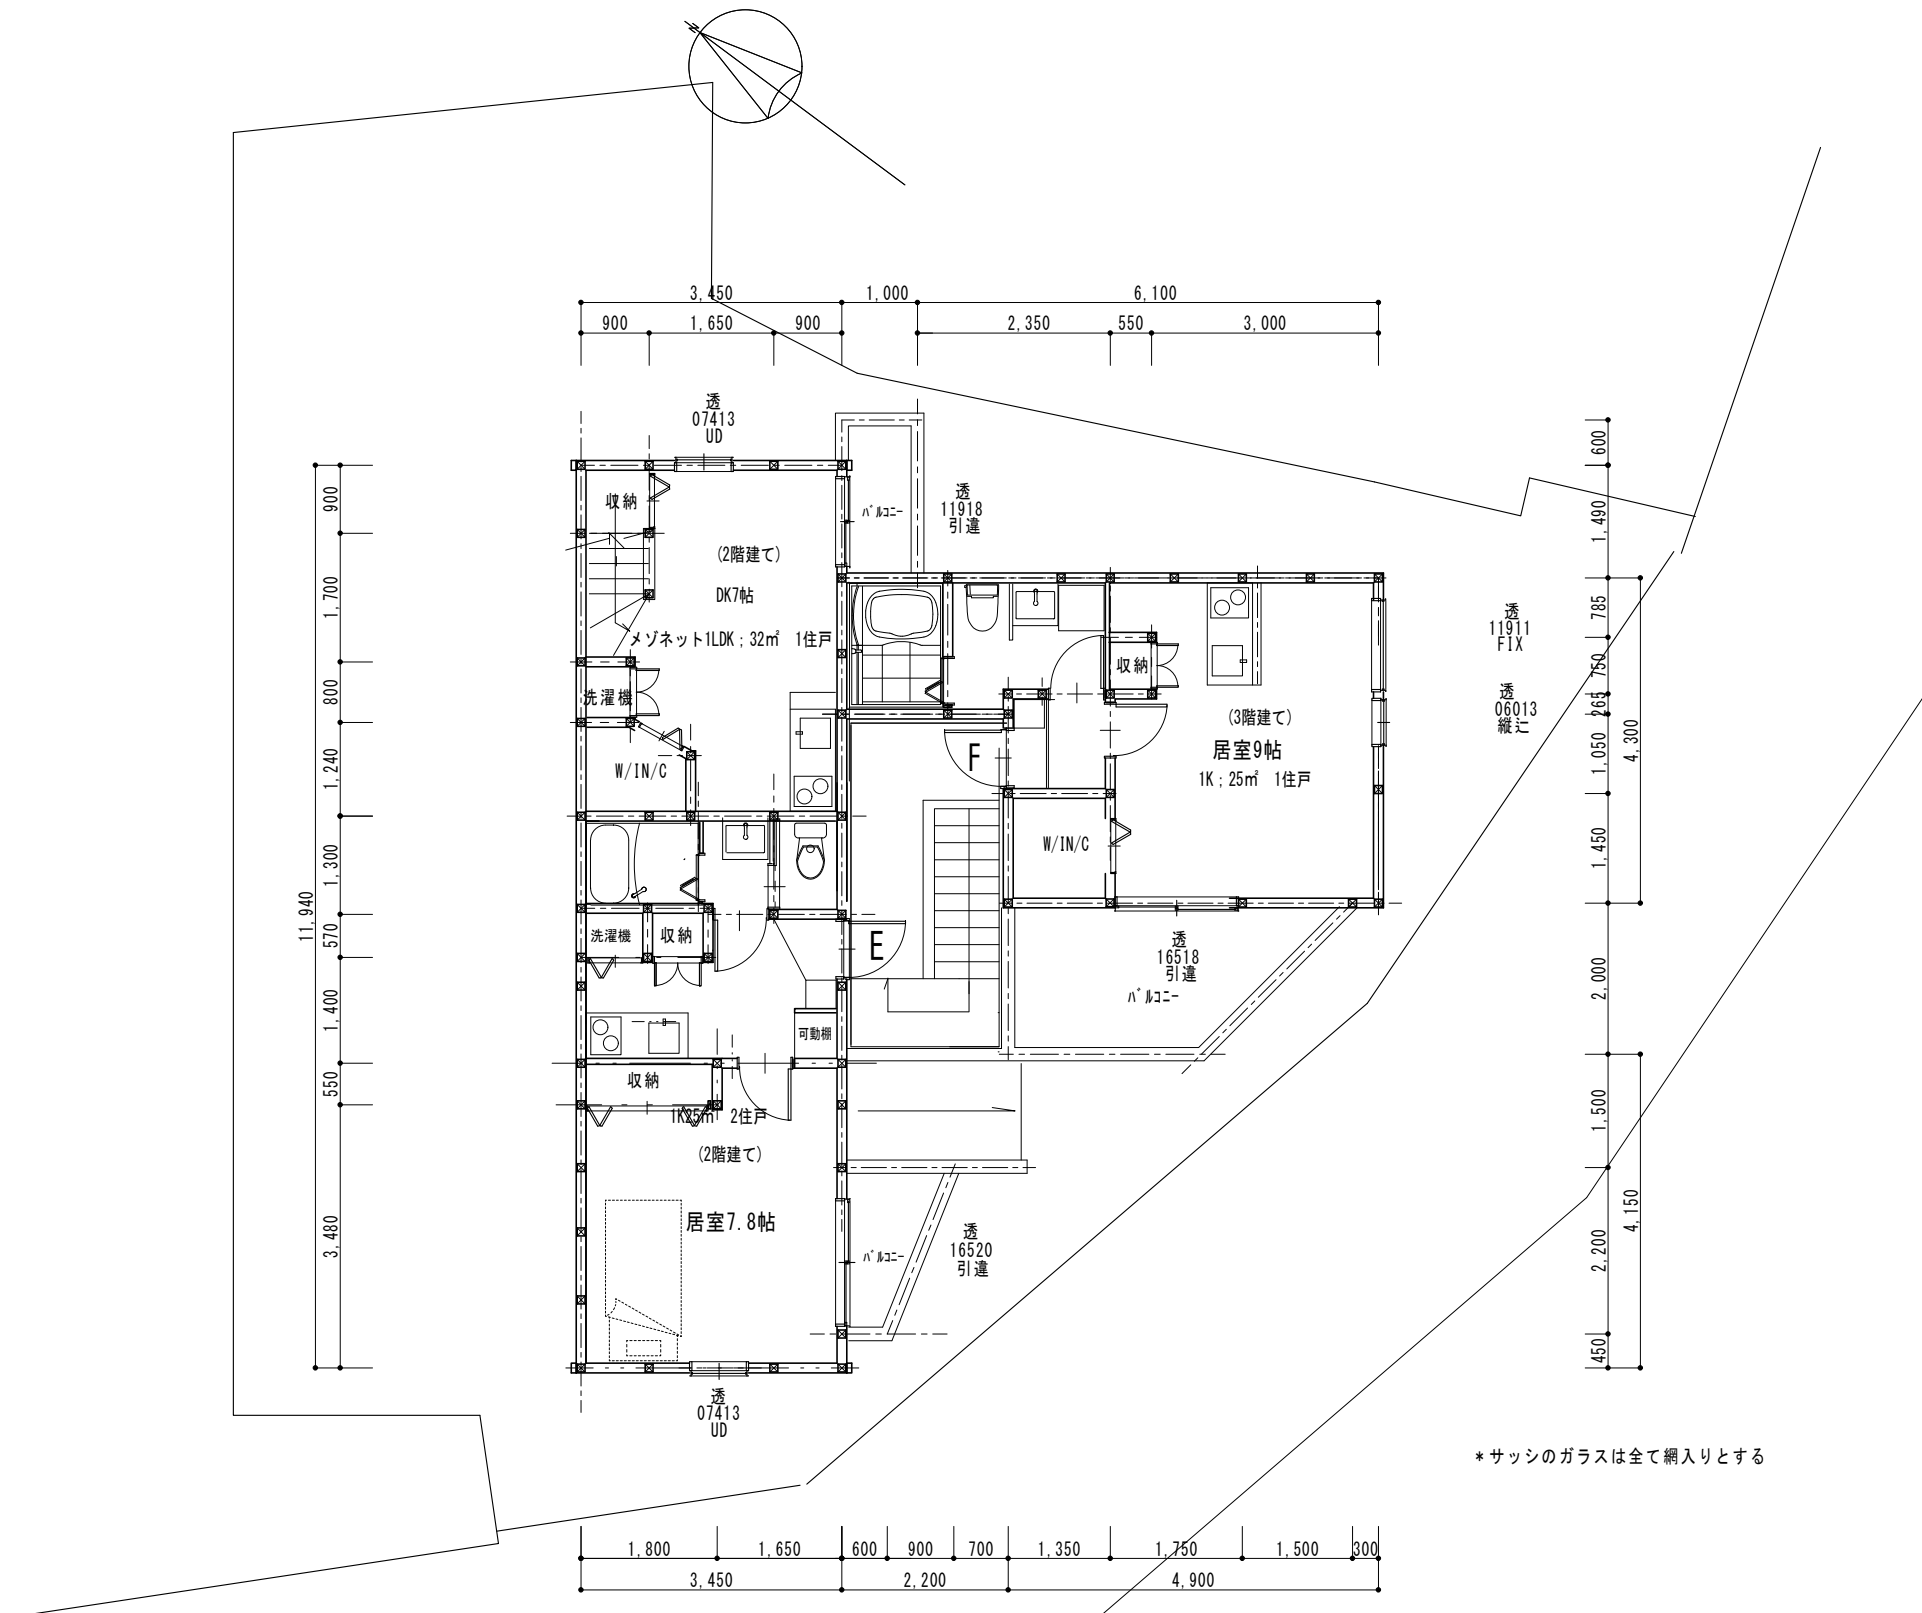 N
3,450
1,000
6,100
900
1,650
900
2,350
550
3,000
透
07413
UD
収納
(2階建て)
DK7帖
メゾネット1LDK；32㎡ 1住戸
洗濯機
W/IN/C
バルコニー
透
11918
引違
収納
(3階建て)
居室9帖
1K；25㎡ 1住戸
F
W/IN/C
E
透
11911
FIX
透
06013
縦辷
透
16518
引違
バルコニー
洗濯機
収納
可動棚
収納
1K25㎡ 2住戸
(2階建て)
居室7.8帖
バルコニー
透
16520
引違
透
07413
UD
11,940
900
1,700
800
1,240
1,300
570
1,400
550
3,480
600
1,490
785
750
265
1,050
1,450
4,300
2,000
1,500
2,200
450
4,150
＊サッシのガラスは全て網入りとする
1,800
1,650
600
900
700
1,350
1,750
1,500
300
3,450
2,200
4,900